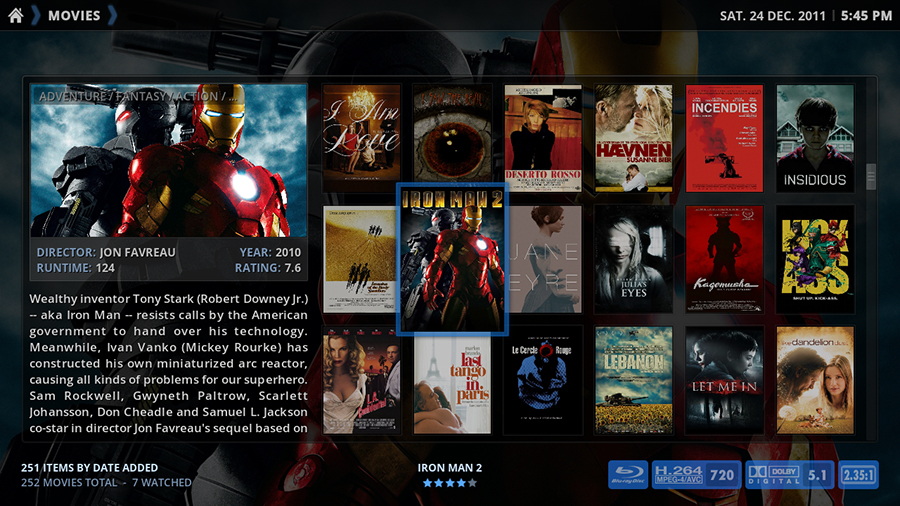 MOVIES
SAT. 24 DEC. 2011 | 5:45 PM
ADVENTURE / FANTASY / ACTION / ...
DIRECTOR: JON FAVREAU
YEAR: 2010
RUNTIME: 124
RATING: 7.6
Wealthy inventor Tony Stark (Robert Downey Jr.)
-- aka Iron Man -- resists calls by the American
government to hand over his technology.
Meanwhile, Ivan Vanko (Mickey Rourke) has
constructed his own miniaturized arc reactor,
causing all kinds of problems for our superhero.
Sam Rockwell, Gwyneth Paltrow, Scarlett
Johansson, Don Cheadle and Samuel L. Jackson
co-star in director Jon Favreau's sequel based on
I Am
Love
DESERTO ROSSO
HÆVNEN
SUSANNE BIER
INCENDIES
INSIDIOUS
IRON MAN 2
JANE
EYRE
JULIA'S
EYES
Kagemusha
KICK
ASS
SHUT UP. KICK-ASS.
L.A.
Confidential
last
tango
in
paris
Le Cercle Rouge
LEBANON
LET ME IN
the dandelion dust
251 ITEMS BY DATE ADDED
252 MOVIES TOTAL - 7 WATCHED
IRON MAN 2
Blu-ray Disc
H.264
MPEG-4/AVC
720
DOLBY
DIGITAL
5.1
2.35:1